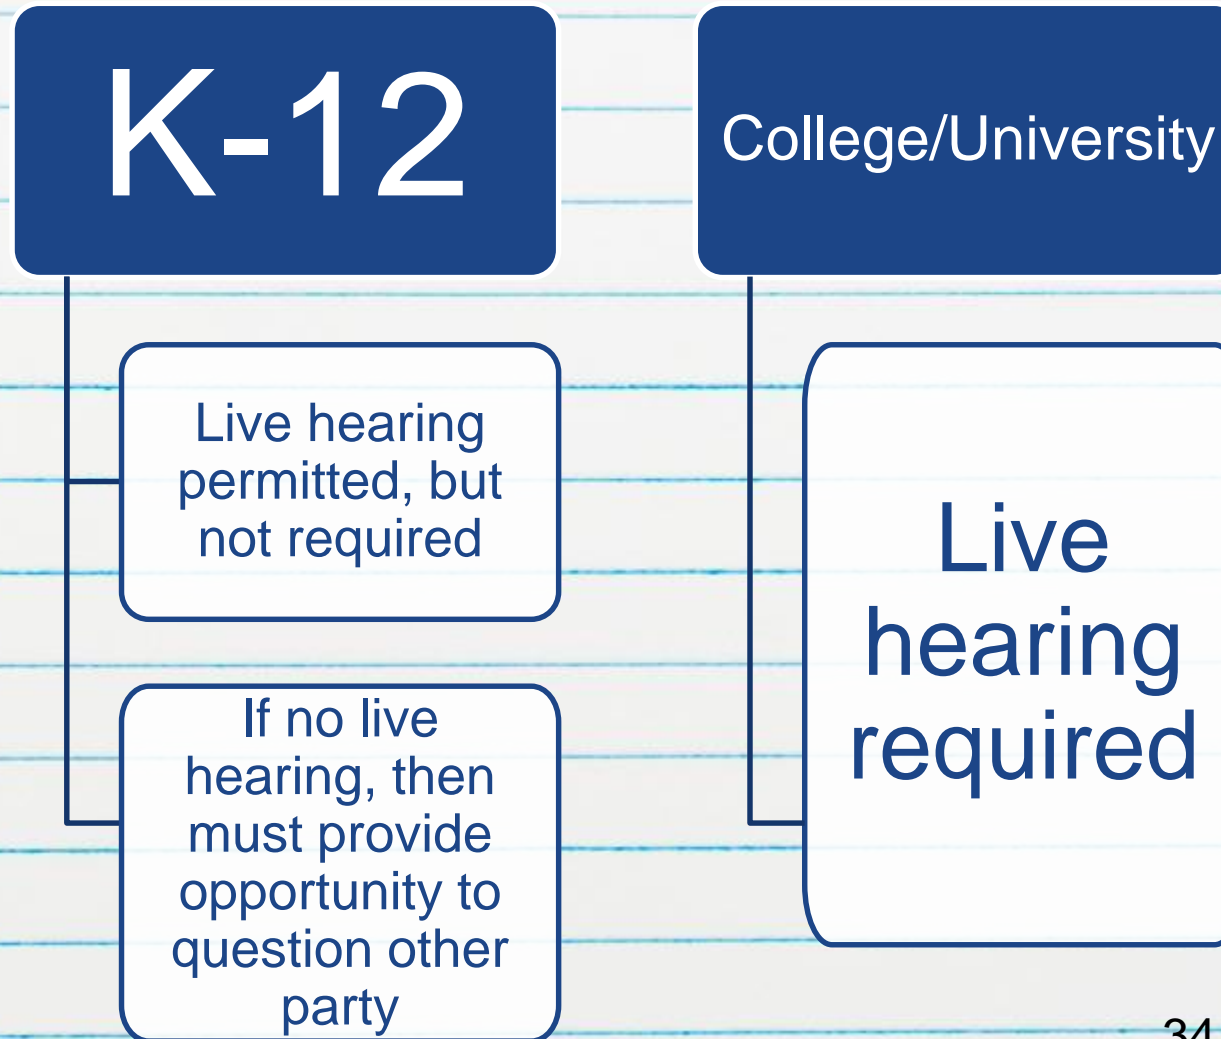 K-12
Live hearing
permitted, but
not required
If no live
hearing, then
must provide
opportunity to
question other
party
College/University
Live
hearing
required
34